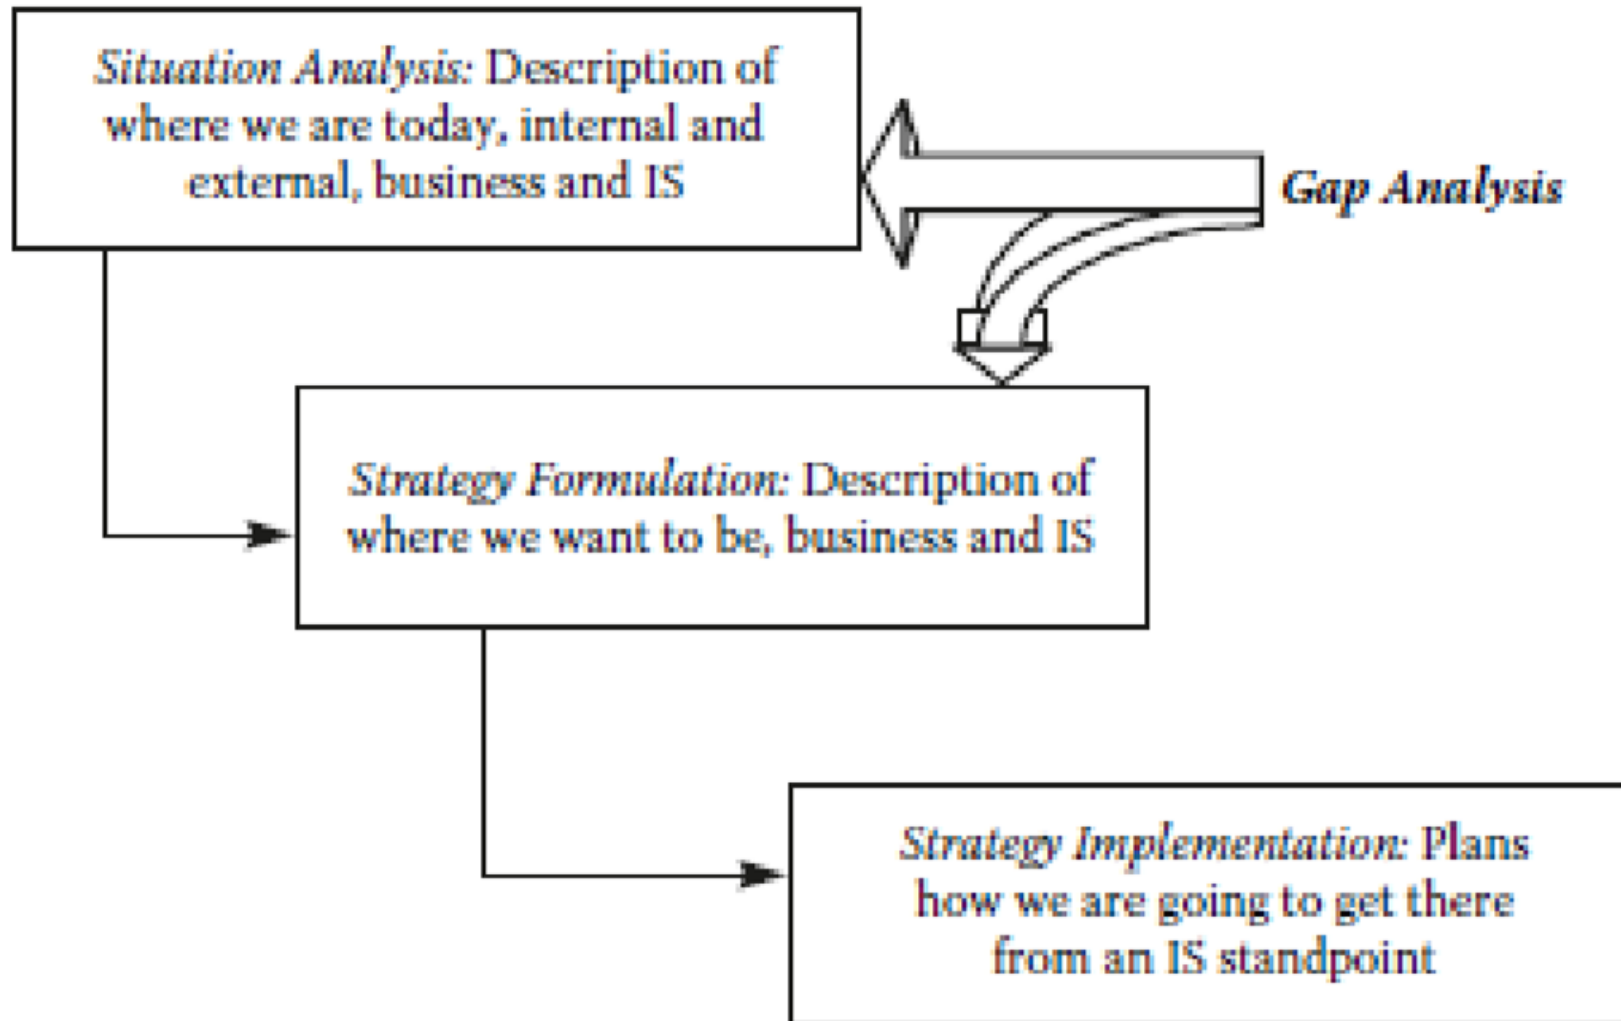 Situation Analysis: Description of
where we are today, internal and
external, business and IS
Gap Analysis
Strategy Formulation: Description of
where we want to be, business and IS
Strategy Implementation: Plans
how we are going to get there
from an IS standpoint